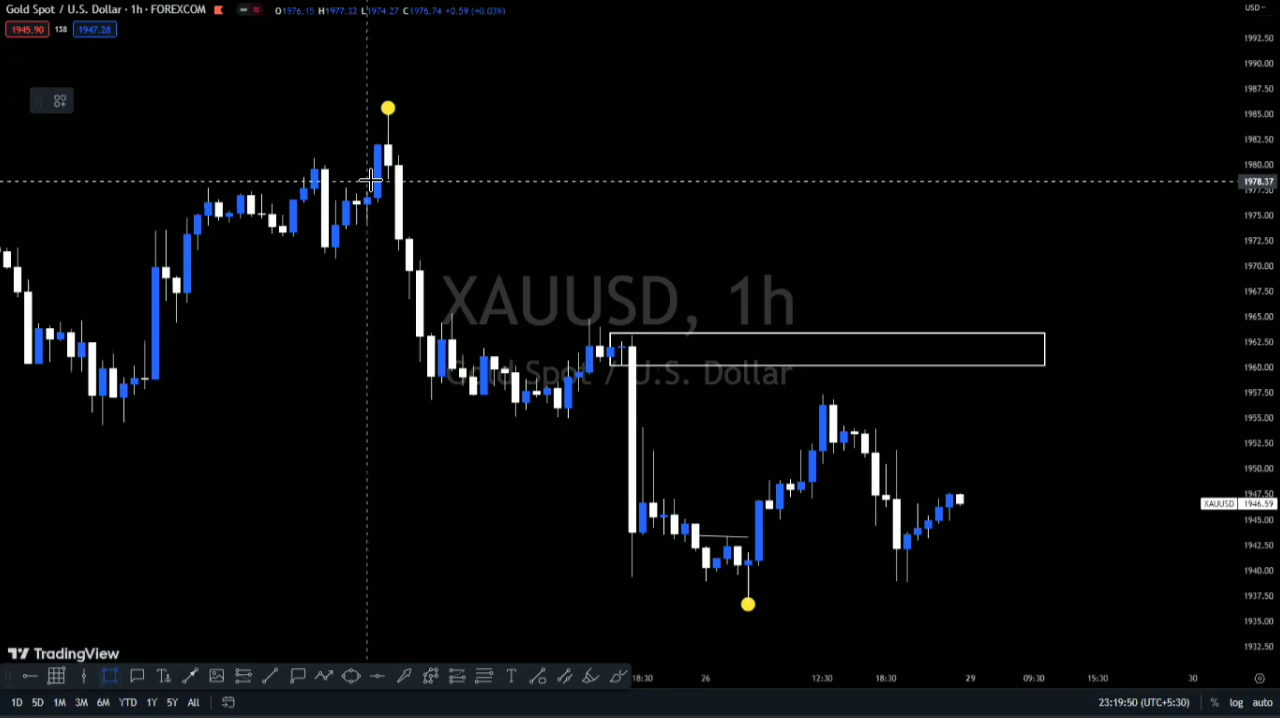 Gold Spot / U.S. Dollar · 1h · FOREXCOM O1976.15 H1977.32 L1974.27 C1976.74 +0.59 (+0.03%)
USD
1945.90 138 1947.28
1992.50
1990.00
1987.50
1985.00
1982.50
1980.00
1978.37
1977.50
1975.00
1972.50
1970.00
1967.50
1965.00
1962.50
1960.00
1957.50
1955.00
1952.50
1950.00
1947.50
XAUUSD 1946.59
1945.00
1942.50
1940.00
1937.50
1935.00
1932.50
XAUUSD, 1h
Gold Spot / U.S. Dollar
TradingView
18:30 26 12:30 18:30 29 09:30 15:30 30
1D 5D 1M 3M 6M YTD 1Y 5Y All
23:19:50 (UTC+5:30) % log auto